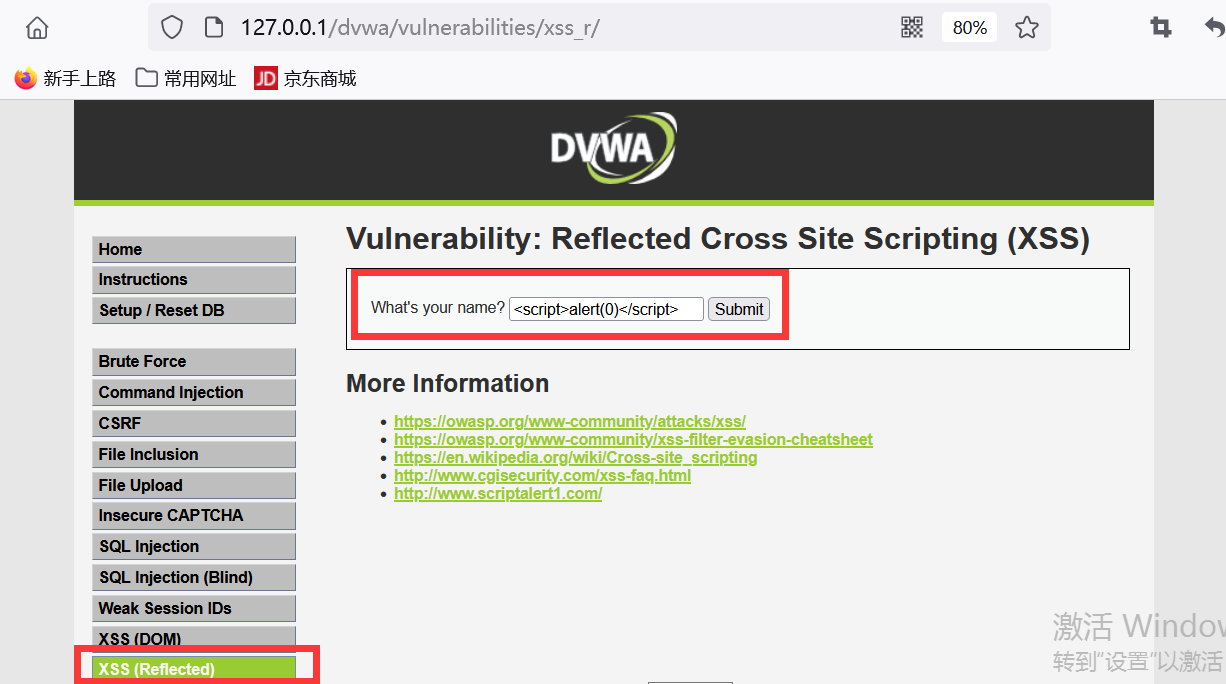 127.0.0.1/dvwa/vulnerabilities/xss_r/
80%
新手上路 常用网址 JD 京东商城
DVWA
Home
Instructions
Setup / Reset DB
Brute Force
Command Injection
CSRF
File Inclusion
File Upload
Insecure CAPTCHA
SQL Injection
SQL Injection (Blind)
Weak Session IDs
XSS (DOM)
XSS (Reflected)
Vulnerability: Reflected Cross Site Scripting (XSS)
What's your name? <script>alert(0)</script> Submit
More Information
https://owasp.org/www-community/attacks/xss/
https://owasp.org/www-community/xss-filter-evasion-cheatsheet
https://en.wikipedia.org/wiki/Cross-site_scripting
http://www.cgisecurity.com/xss-faq.html
http://www.scriptalert1.com/
激活 Window
转到“设置”以激活